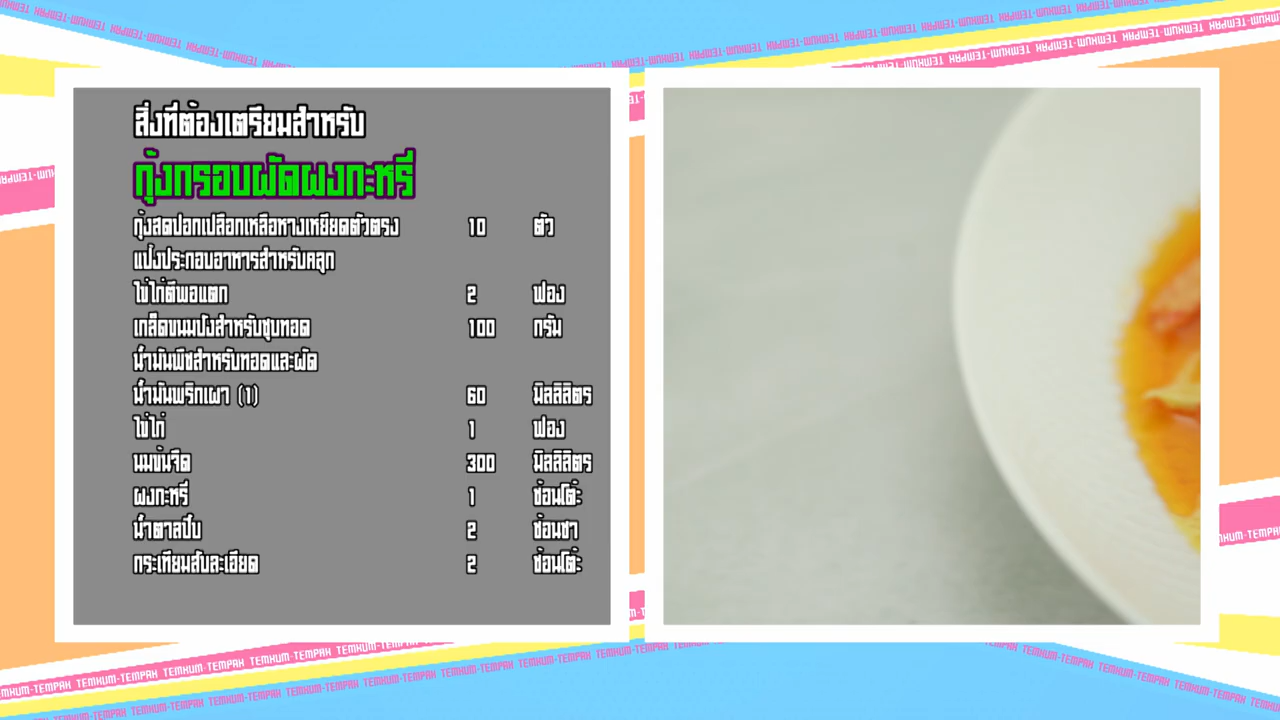 สิ่งที่ต้องเตรียมสำหรับ
กุ้งกรอบผัดผงกะหรี่
กุ้งสดปอกเปลือกเหลือหางเหยียดตัวตรง 10 ตัว
แป้งประกอบอาหารสำหรับคลุก
ไข่ไก่ตีพอแตก 2 ฟอง
เกล็ดขนมปังสำหรับชุบทอด 100 กรัม
น้ำมันพืชสำหรับทอดและผัด
น้ำมันพริกเผา (1) 60 มิลลิลิตร
ไข่ไก่ 1 ฟอง
นมข้นจืด 300 มิลลิลิตร
ผงกะหรี่ 1 ช้อนโต๊ะ
น้ำตาลปี๊บ 2 ช้อนชา
กระเทียมสับละเอียด 2 ช้อนโต๊ะ
TEMXUM-TEMPAX TEMXUM-TEMPAX TEMXUM-TEMPAX